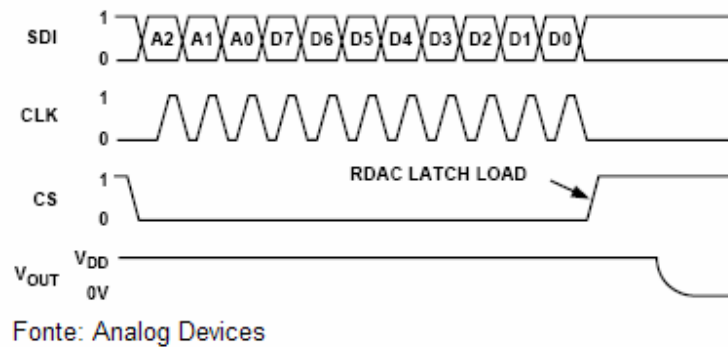 SDI
1
0
A2 A1 A0 D7 D6 D5 D4 D3 D2 D1 D0
CLK
1
0
CS
1
0
RDAC LATCH LOAD
VOUT
VDD
0V
Fonte: Analog Devices